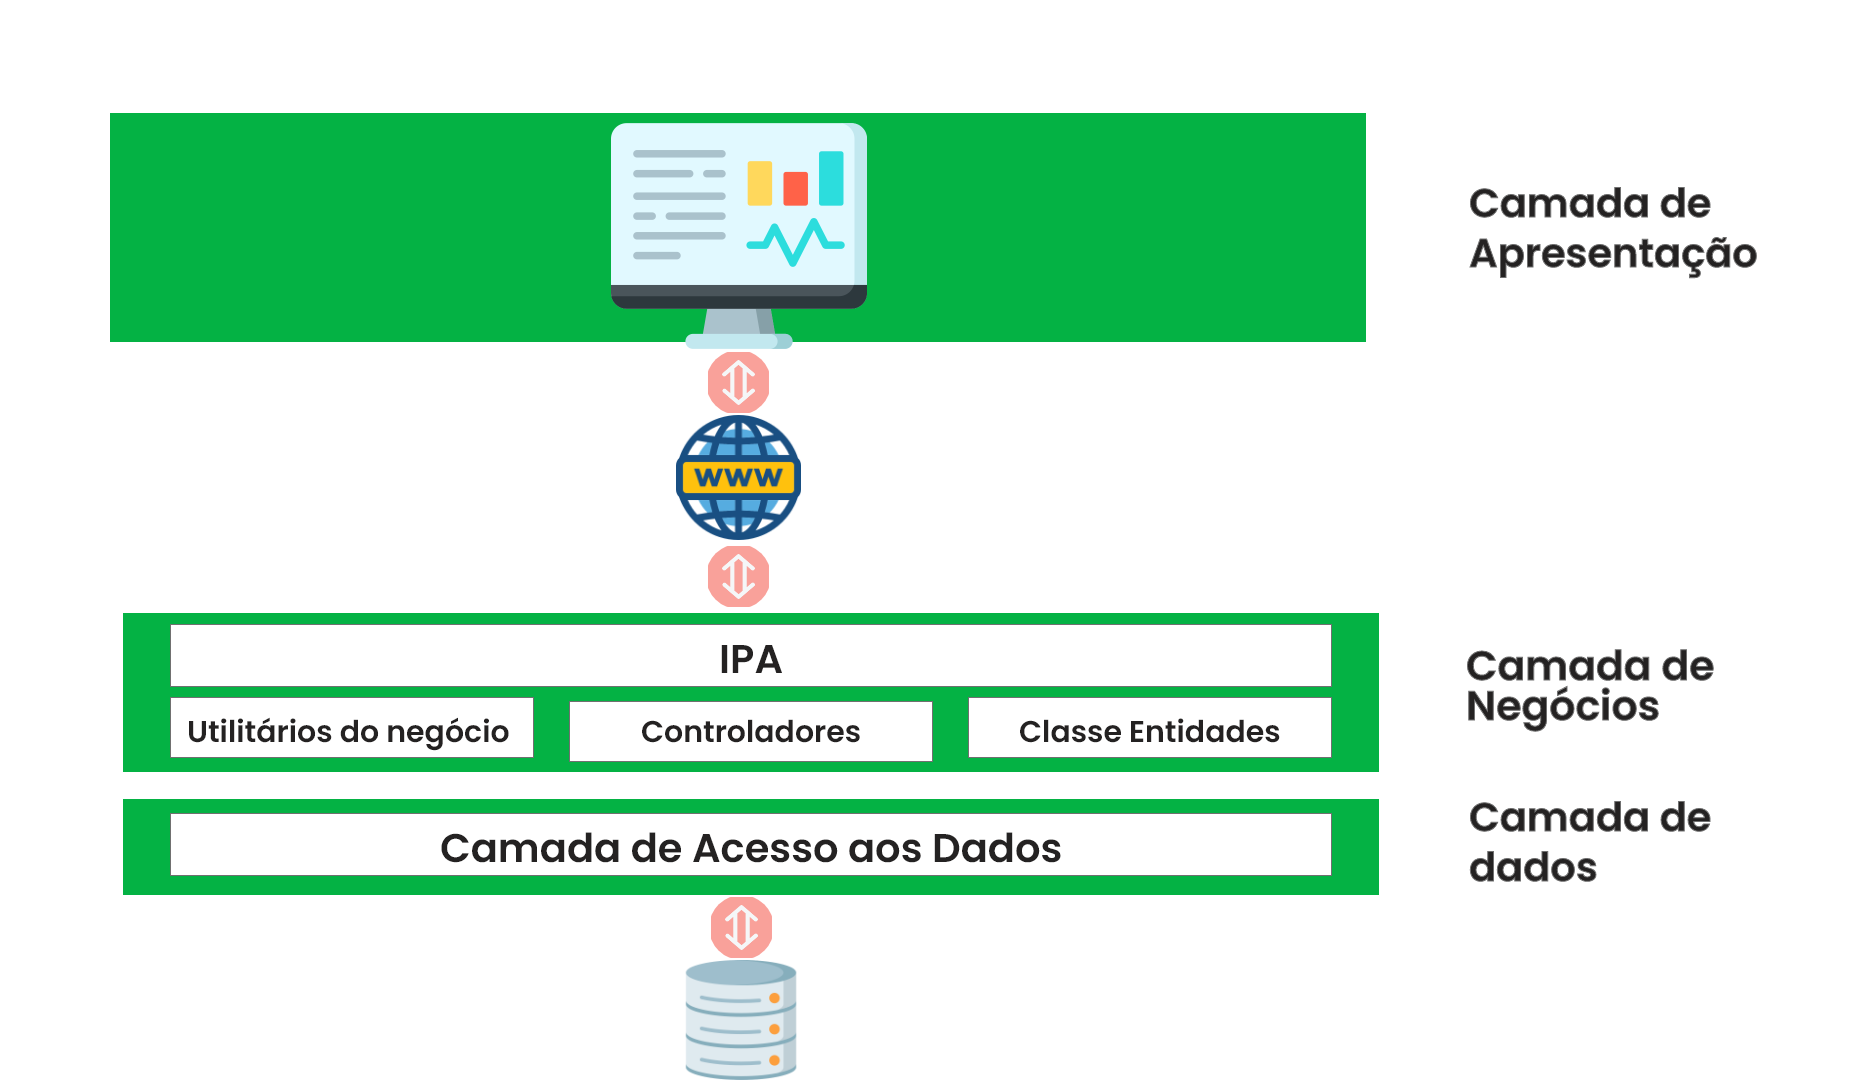 Camada de
Apresentação
www
IPA
Utilitários do negócio
Controladores
Classe Entidades
Camada de
Negócios
Camada de Acesso aos Dados
Camada de
dados